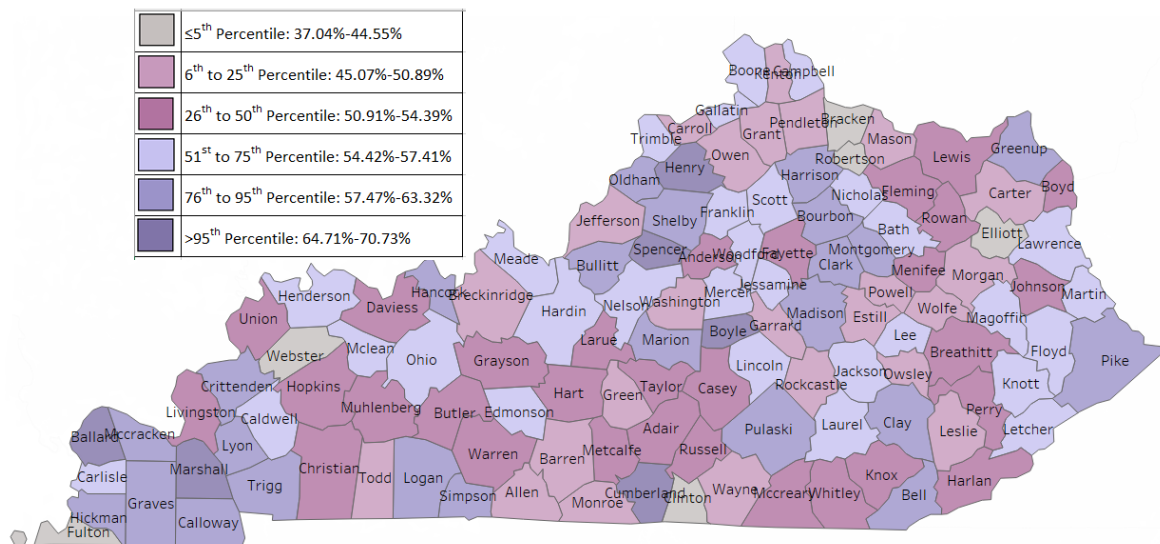 ≤5th Percentile: 37.04%-44.55%
6th to 25th Percentile: 45.07%-50.89%
26th to 50th Percentile: 50.91%-54.39%
51st to 75th Percentile: 54.42%-57.41%
76th to 95th Percentile: 57.47%-63.32%
>95th Percentile: 64.71%-70.73%
Boone
Kenton
Campbell
Gallatin
Trimble
Carroll
Grant
Pendleton
Bracken
Mason
Lewis
Greenup
Owen
Robertson
Henry
Oldham
Harrison
Nicholas
Fleming
Carter
Boyd
Jefferson
Shelby
Franklin
Scott
Bourbon
Rowan
Bath
Elliott
Lawrence
Meade
Bullitt
Spencer
Anderson
Woodford
Fayette
Clark
Montgomery
Menifee
Morgan
Johnson
Martin
Henderson
Hancock
Breckinridge
Hardin
Nelson
Washington
Mercer
Jessamine
Madison
Powell
Estill
Wolfe
Magoffin
Union
Daviess
Larue
Marion
Boyle
Garrard
Lee
Breathitt
Floyd
Pike
Webster
Mclean
Ohio
Grayson
Lincoln
Rockcastle
Jackson
Owsley
Knott
Crittenden
Hopkins
Hart
Green
Taylor
Casey
Livingston
Caldwell
Muhlenberg
Butler
Edmonson
Adair
Pulaski
Laurel
Clay
Perry
Letcher
Leslie
Ballard
Mccracken
Lyon
Warren
Barren
Metcalfe
Russell
Marshall
Carlisle
Trigg
Christian
Todd
Logan
Simpson
Allen
Monroe
Cumberland
Clinton
Wayne
Mccreary
Whitley
Knox
Bell
Harlan
Graves
Calloway
Hickman
Fulton